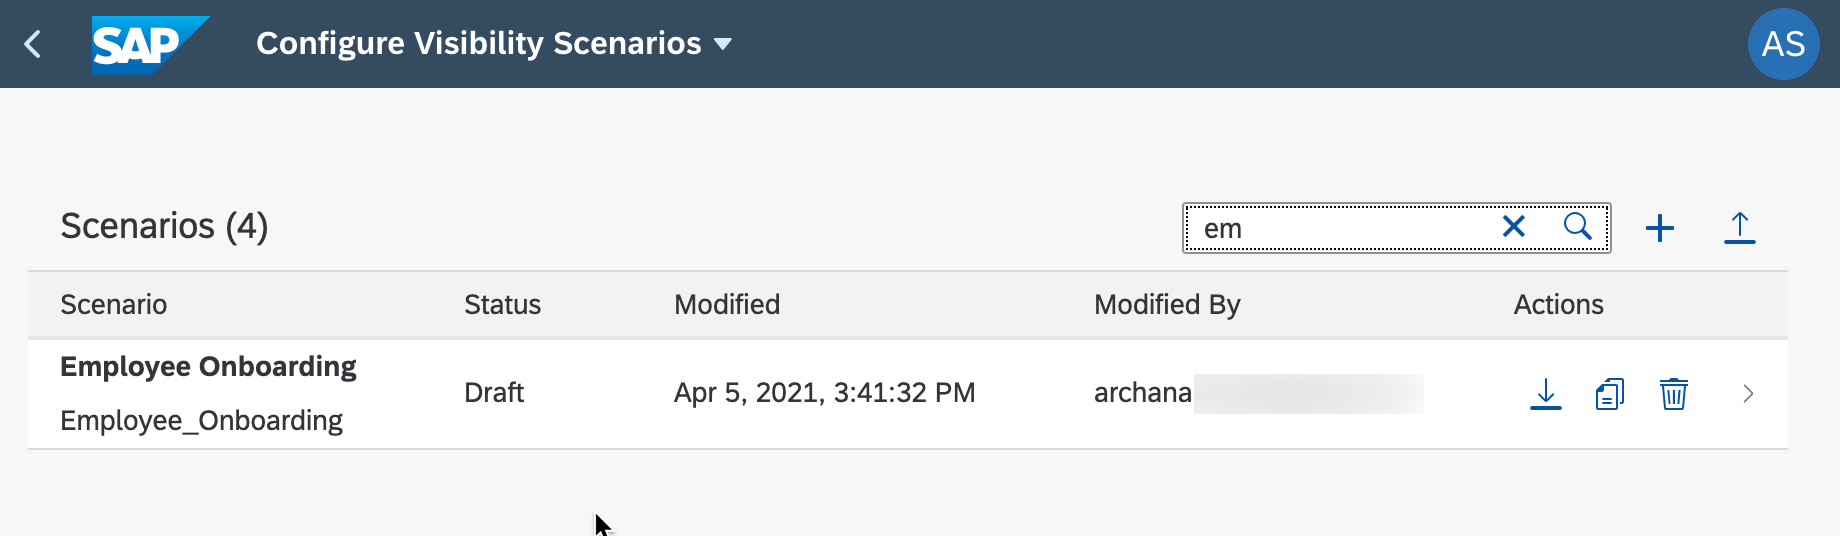 SAP
Configure Visibility Scenarios
AS
Scenarios (4)
em
Scenario Status Modified Modified By Actions
Employee Onboarding
Draft Apr 5, 2021, 3:41:32 PM archana
Employee_Onboarding